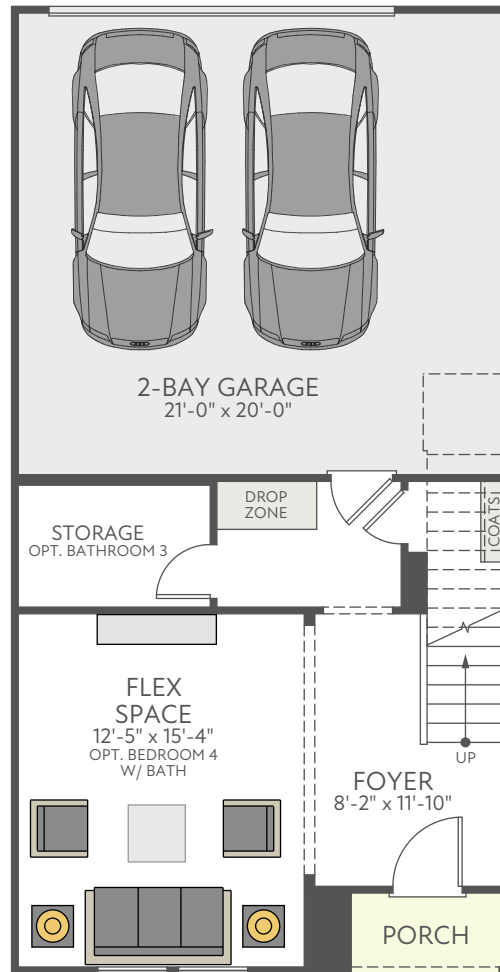 2-BAY GARAGE
21'-0" x 20'-0"
DROP
ZONE
COATS
STORAGE
OPT. BATHROOM 3
FLEX
SPACE
12'-5" x 15'-4"
OPT. BEDROOM 4
W/ BATH
UP
FOYER
8'-2" x 11'-10"
PORCH